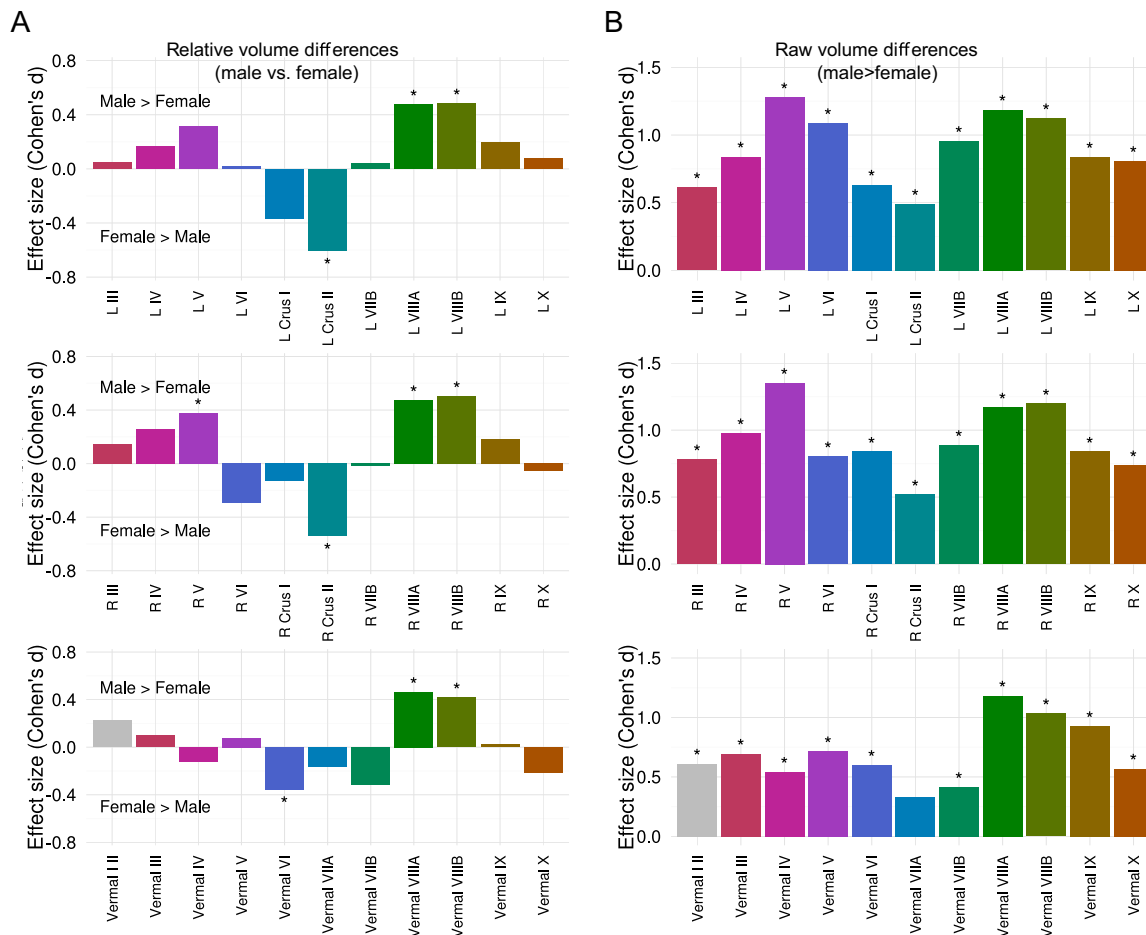 A
B
Relative volume differences
(male vs. female)
Raw volume differences
(male>female)
Effect size (Cohen's d)
0.8
0.4
0.0
-0.4
-0.8
Male > Female
Female > Male
* * *
L III
L IV
L V
L VI
L Crus I
L Crus II
L VIIB
L VIIIA
L VIIIB
L IX
L X
Effect size (Cohen's d)
1.5
1.0
0.5
0.0
* * * * * * * * * * *
L III
L IV
L V
L VI
L Crus I
L Crus II
L VIIB
L VIIIA
L VIIIB
L IX
L X
Effect size (Cohen's d)
0.8
0.4
0.0
-0.4
-0.8
Male > Female
Female > Male
* * * *
R III
R IV
R V
R VI
R Crus I
R Crus II
R VIIB
R VIIIA
R VIIIB
R IX
R X
Effect size (Cohen's d)
1.5
1.0
0.5
0.0
* * * * * * * * * * *
R III
R IV
R V
R VI
R Crus I
R Crus II
R VIIB
R VIIIA
R VIIIB
R IX
R X
Effect size (Cohen's d)
0.8
0.4
0.0
-0.4
-0.8
Male > Female
Female > Male
* * *
Vermal I II
Vermal III
Vermal IV
Vermal V
Vermal VI
Vermal VIIA
Vermal VIIB
Vermal VIIIA
Vermal VIIIB
Vermal IX
Vermal X
Effect size (Cohen's d)
1.5
1.0
0.5
0.0
* * * * * * * * * *
Vermal I II
Vermal III
Vermal IV
Vermal V
Vermal VI
Vermal VIIA
Vermal VIIB
Vermal VIIIA
Vermal VIIIB
Vermal IX
Vermal X